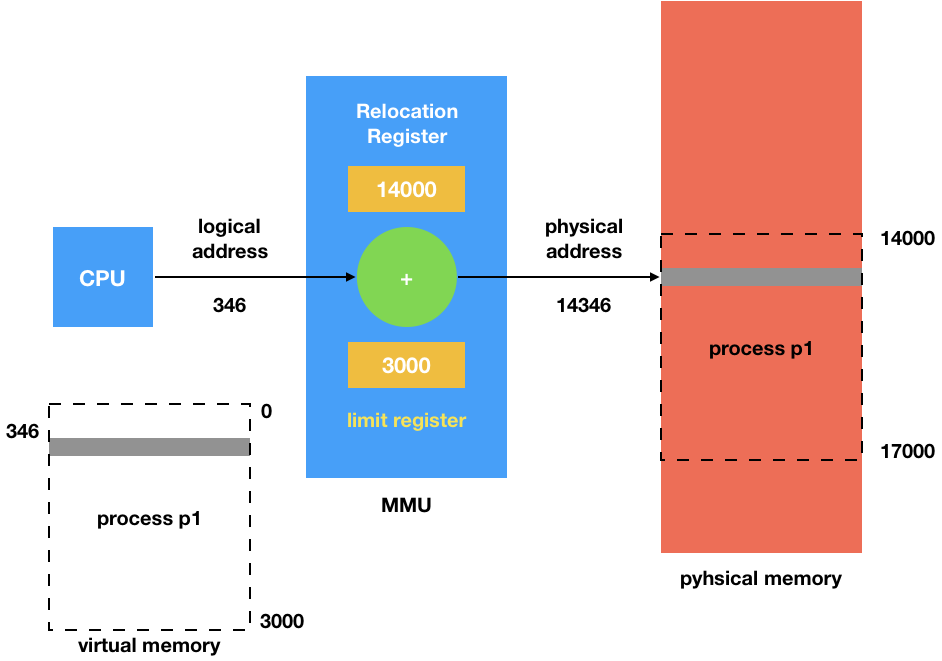 Relocation
Register
14000
logical
address
physical
address
14000
CPU
+
346
14346
process p1
3000
limit register
0
346
17000
MMU
process p1
pyhsical memory
3000
virtual memory